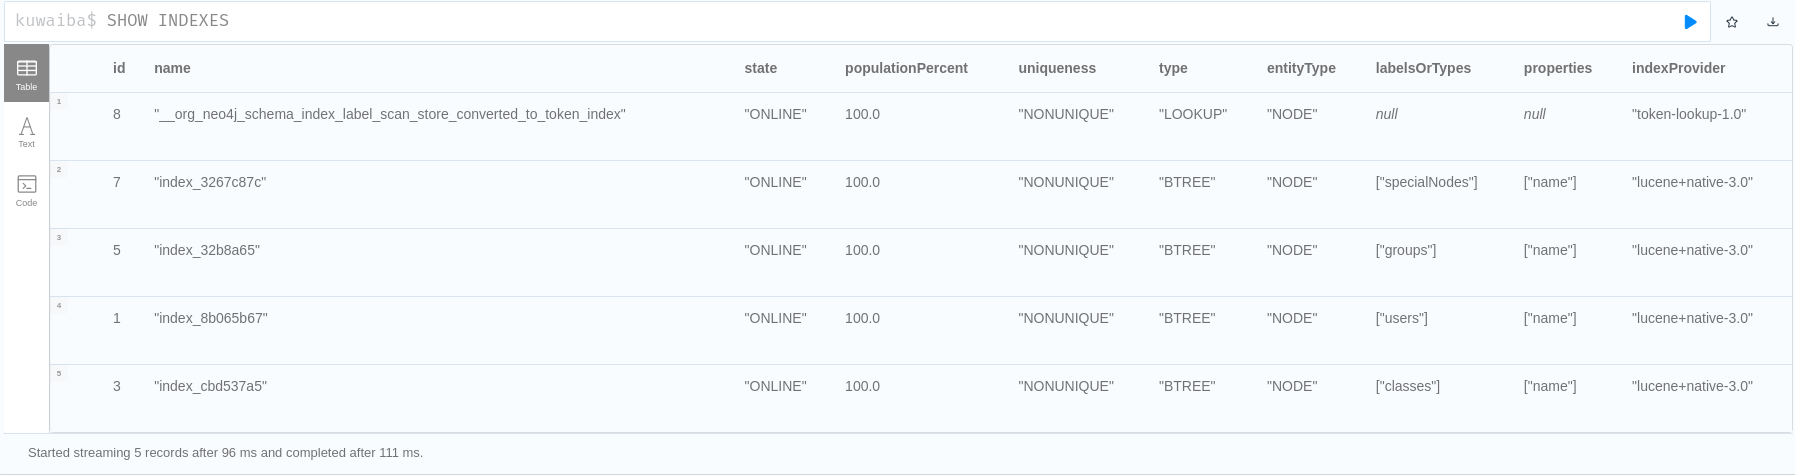 kuwaiba$ SHOW INDEXES
Table
Text
Code
id name state populationPercent uniqueness type entityType labelsOrTypes properties indexProvider
1
8 "__org_neo4j_schema_index_label_scan_store_converted_to_token_index" "ONLINE" 100.0 "NONUNIQUE" "LOOKUP" "NODE" null null "token-lookup-1.0"
2
7 "index_3267c87c" "ONLINE" 100.0 "NONUNIQUE" "BTREE" "NODE" ["specialNodes"] ["name"] "lucene+native-3.0"
3
5 "index_32b8a65" "ONLINE" 100.0 "NONUNIQUE" "BTREE" "NODE" ["groups"] ["name"] "lucene+native-3.0"
4
1 "index_8b065b67" "ONLINE" 100.0 "NONUNIQUE" "BTREE" "NODE" ["users"] ["name"] "lucene+native-3.0"
5
3 "index_cbd537a5" "ONLINE" 100.0 "NONUNIQUE" "BTREE" "NODE" ["classes"] ["name"] "lucene+native-3.0"
Started streaming 5 records after 96 ms and completed after 111 ms.